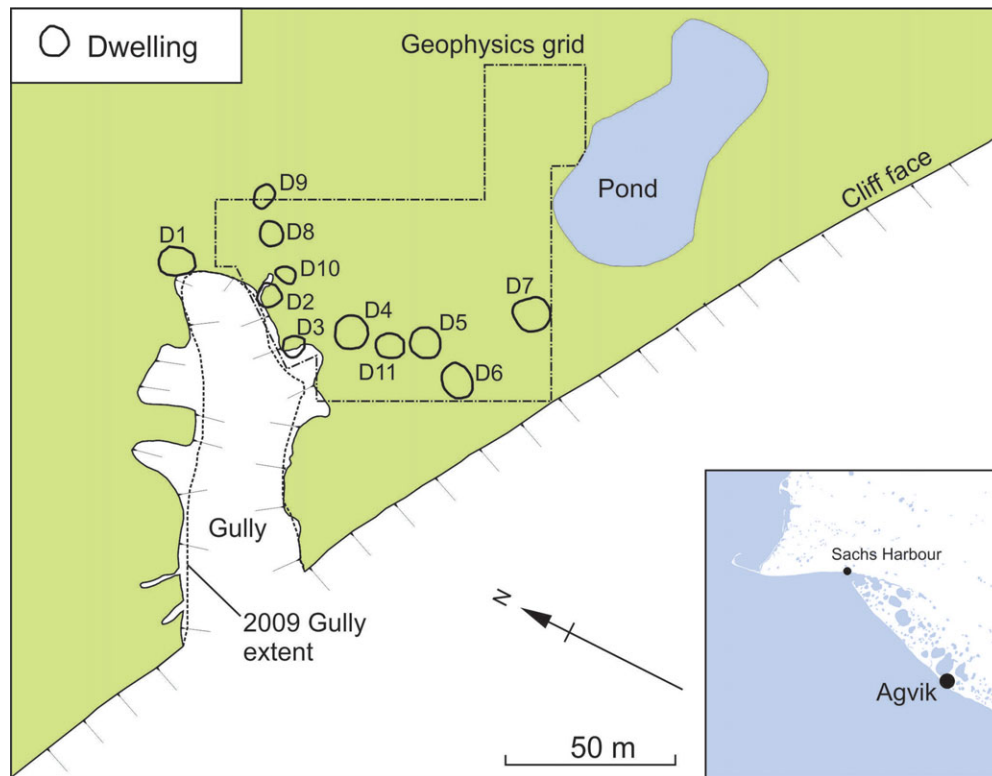 Dwelling
Geophysics grid
Pond
Cliff face
D9
D8
D1
D10
D2
D3
D4
D11
D5
D7
D6
Gully
2009 Gully
extent
N
50 m
Sachs Harbour
Agvik